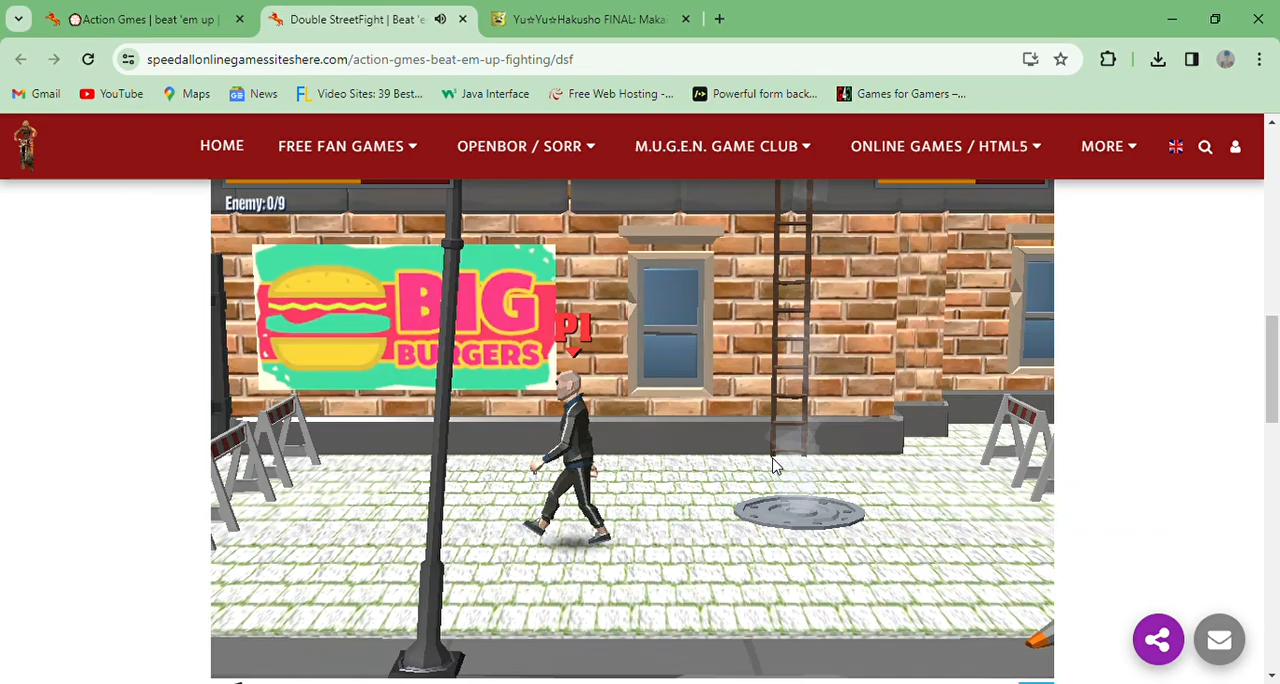 Action Gmes | beat 'em up |
Double StreetFight | Beat 'e
Yu☆Yu☆Hakusho FINAL: Maka
speedallonlinegamessiteshere.com/action-gmes-beat-em-up-fighting/dsf
Gmail
YouTube
Maps
News
Video Sites: 39 Best...
Java Interface
Free Web Hosting -...
Powerful form back...
Games for Gamers –...
HOME
FREE FAN GAMES
OPENBOR / SORR
M.U.G.E.N. GAME CLUB
ONLINE GAMES / HTML5
MORE
Enemy:0/9
BIG
BURGERS
P1